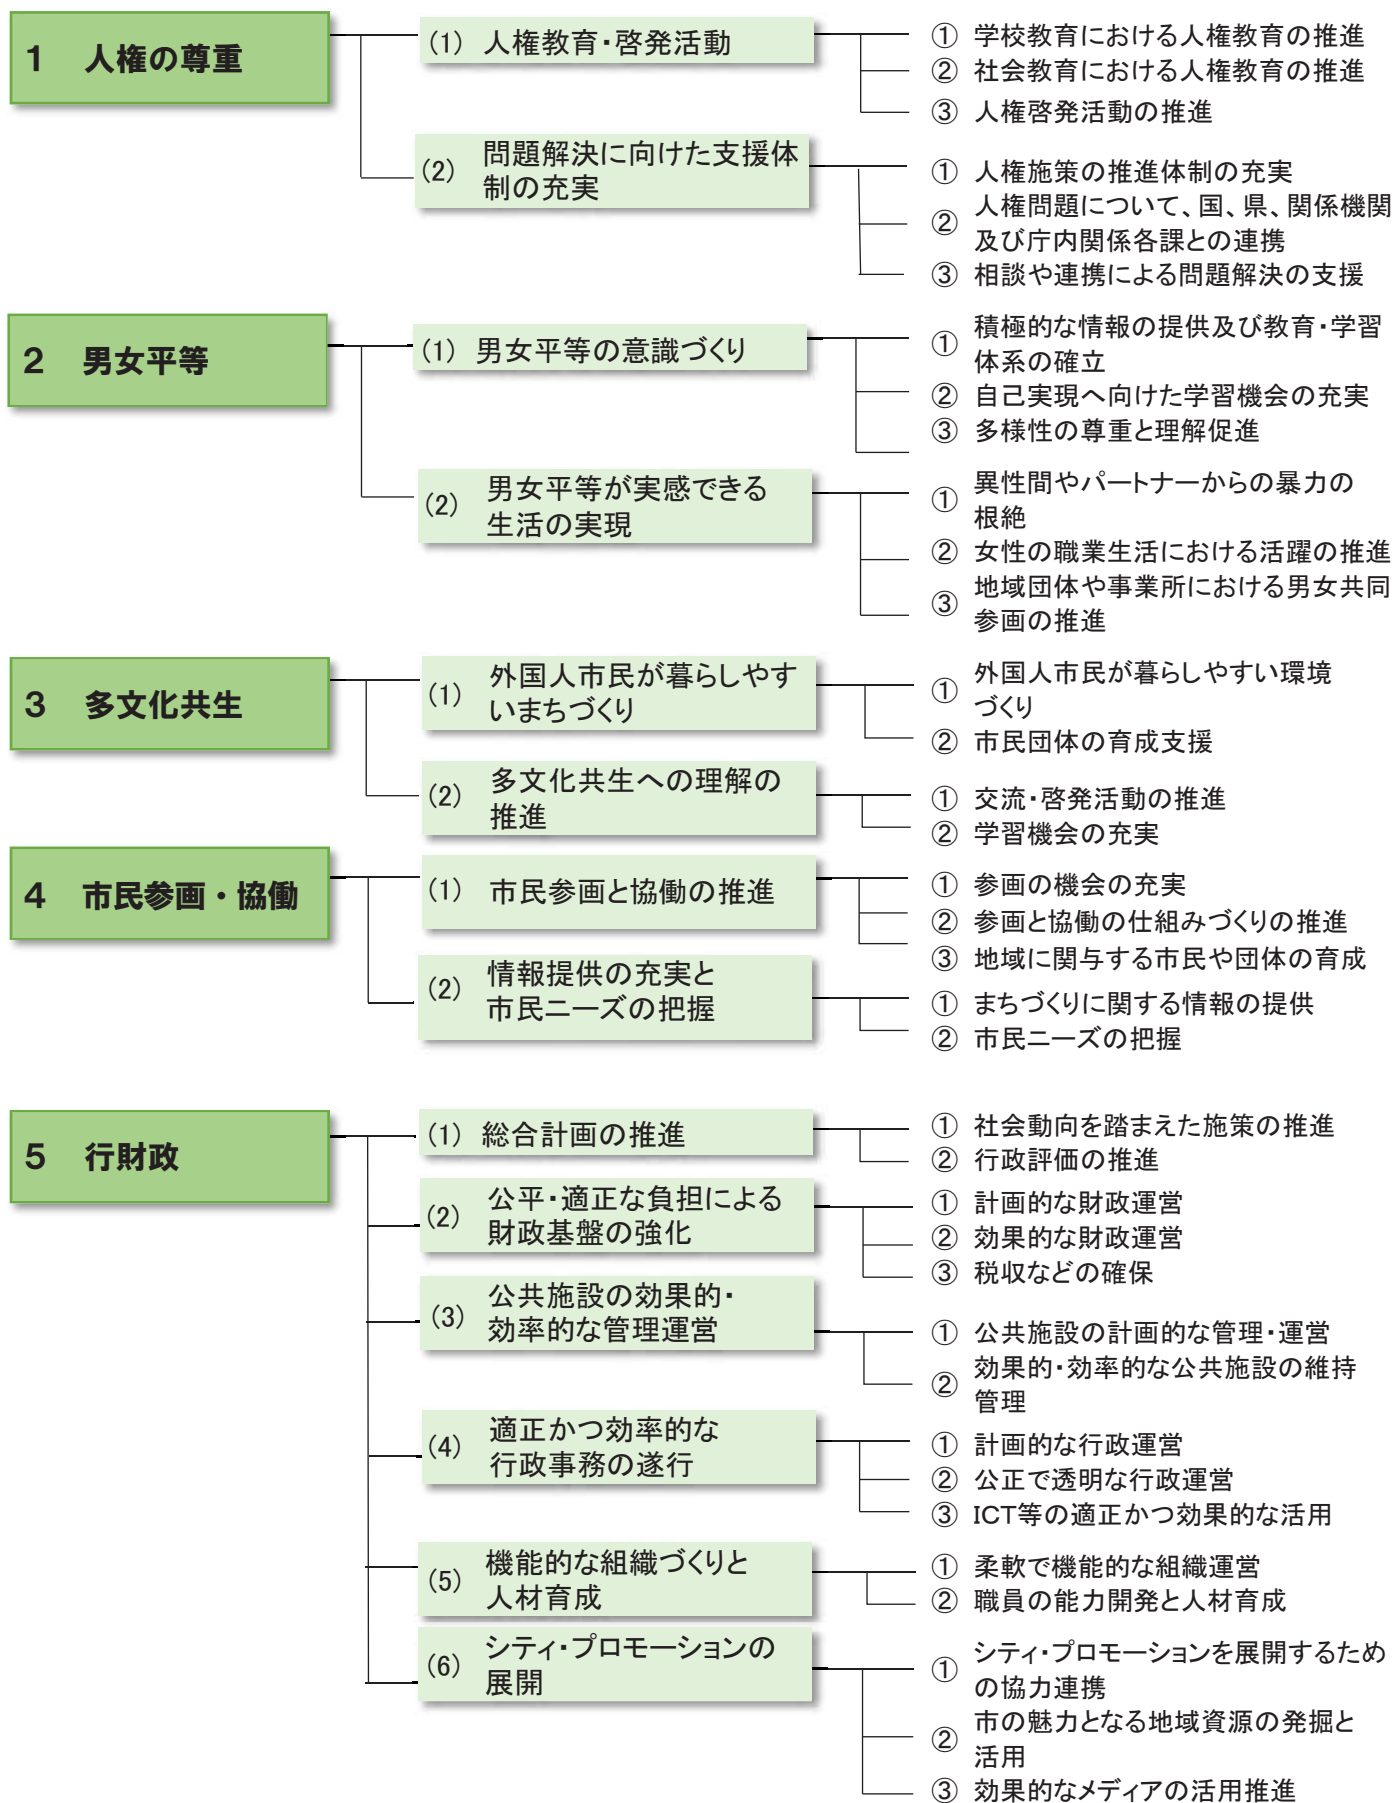 1 人権の尊重
(1) 人権教育・啓発活動
① 学校教育における人権教育の推進
② 社会教育における人権教育の推進
③ 人権啓発活動の推進
(2) 問題解決に向けた支援体
制の充実
① 人権施策の推進体制の充実
② 人権問題について、国、県、関係機関
及び庁内関係各課との連携
③ 相談や連携による問題解決の支援
2 男女平等
(1) 男女平等の意識づくり
① 積極的な情報の提供及び教育・学習
体系の確立
② 自己実現へ向けた学習機会の充実
③ 多様性の尊重と理解促進
(2) 男女平等が実感できる
生活の実現
① 異性間やパートナーからの暴力の
根絶
② 女性の職業生活における活躍の推進
③ 地域団体や事業所における男女共同
参画の推進
3 多文化共生
(1) 外国人市民が暮らしやす
いまちづくり
① 外国人市民が暮らしやすい環境
づくり
② 市民団体の育成支援
(2) 多文化共生への理解の
推進
① 交流・啓発活動の推進
② 学習機会の充実
4 市民参画・協働
(1) 市民参画と協働の推進
① 参画の機会の充実
② 参画と協働の仕組みづくりの推進
③ 地域に関与する市民や団体の育成
(2) 情報提供の充実と
市民ニーズの把握
① まちづくりに関する情報の提供
② 市民ニーズの把握
5 行財政
(1) 総合計画の推進
① 社会動向を踏まえた施策の推進
② 行政評価の推進
(2) 公平・適正な負担による
財政基盤の強化
① 計画的な財政運営
② 効果的な財政運営
③ 税収などの確保
(3) 公共施設の効果的・
効率的な管理運営
① 公共施設の計画的な管理・運営
② 効果的・効率的な公共施設の維持
管理
(4) 適正かつ効率的な
行政事務の遂行
① 計画的な行政運営
② 公正で透明な行政運営
③ ICT等の適正かつ効果的な活用
(5) 機能的な組織づくりと
人材育成
① 柔軟で機能的な組織運営
② 職員の能力開発と人材育成
(6) シティ・プロモーションの
展開
① シティ・プロモーションを展開するため
の協力連携
② 市の魅力となる地域資源の発掘と
活用
③ 効果的なメディアの活用推進